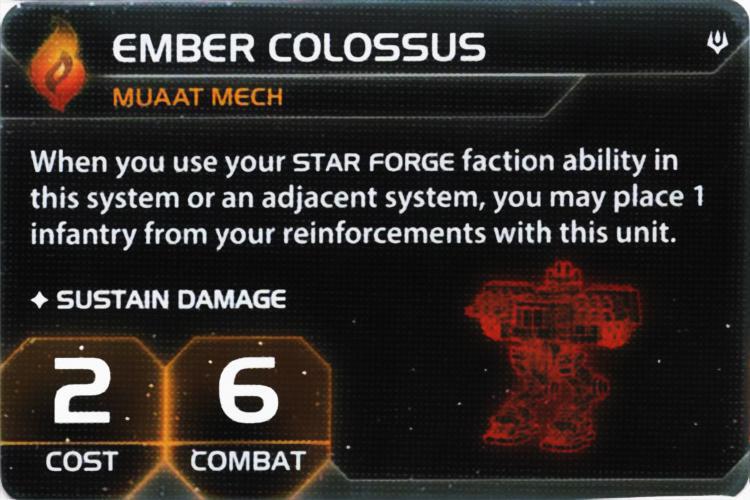 EMBER COLOSSUS
MUAAT MECH
When you use your STAR FORGE faction ability in
this system or an adjacent system, you may place 1
infantry from your reinforcements with this unit.
SUSTAIN DAMAGE
2
COST
6
COMBAT